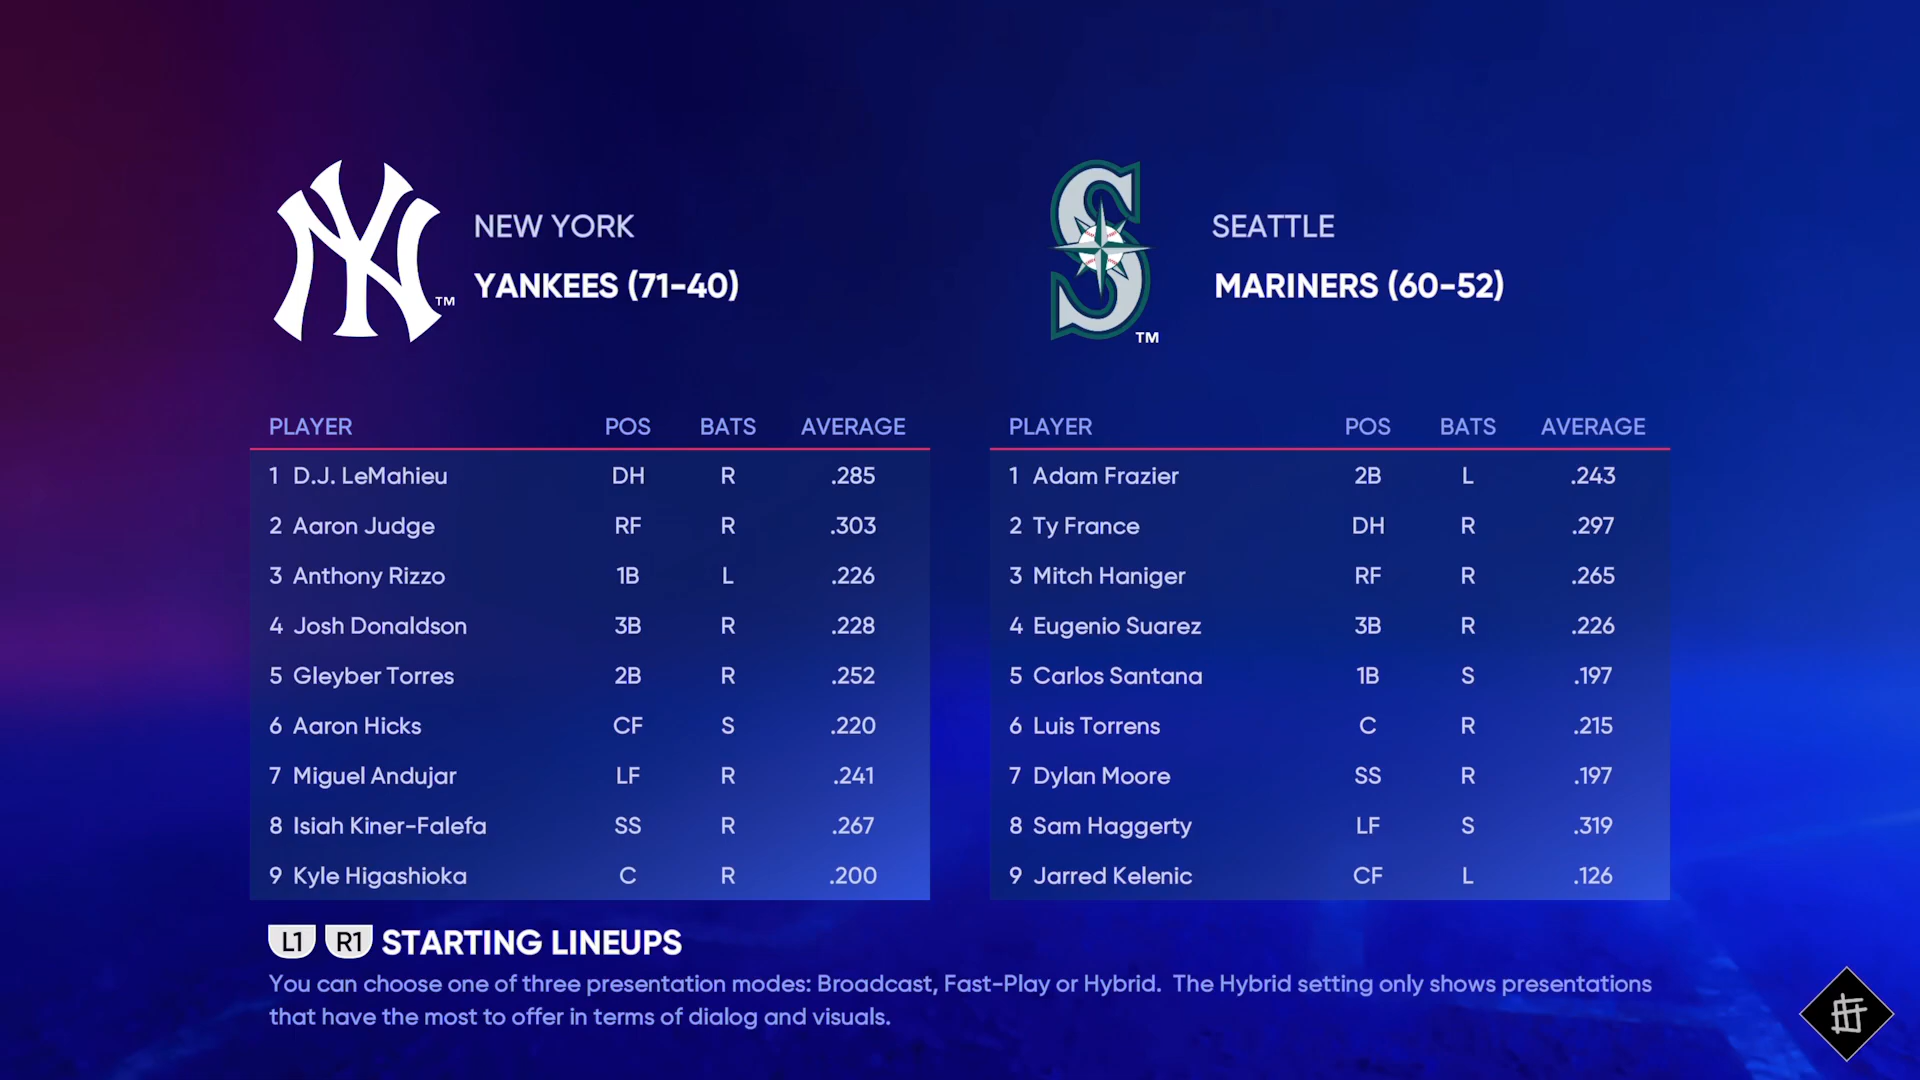 NEW YORK
YANKEES (71-40)
TM
SEATTLE
MARINERS (60-52)
TM
PLAYER POS BATS AVERAGE
1 D.J. LeMahieu DH R .285
2 Aaron Judge RF R .303
3 Anthony Rizzo 1B L .226
4 Josh Donaldson 3B R .228
5 Gleyber Torres 2B R .252
6 Aaron Hicks CF S .220
7 Miguel Andujar LF R .241
8 Isiah Kiner-Falefa SS R .267
9 Kyle Higashioka C R .200
PLAYER POS BATS AVERAGE
1 Adam Frazier 2B L .243
2 Ty France DH R .297
3 Mitch Haniger RF R .265
4 Eugenio Suarez 3B R .226
5 Carlos Santana 1B S .197
6 Luis Torrens C R .215
7 Dylan Moore SS R .197
8 Sam Haggerty LF S .319
9 Jarred Kelenic CF L .126
L1 R1 STARTING LINEUPS
You can choose one of three presentation modes: Broadcast, Fast-Play or Hybrid. The Hybrid setting only shows presentations
that have the most to offer in terms of dialog and visuals.